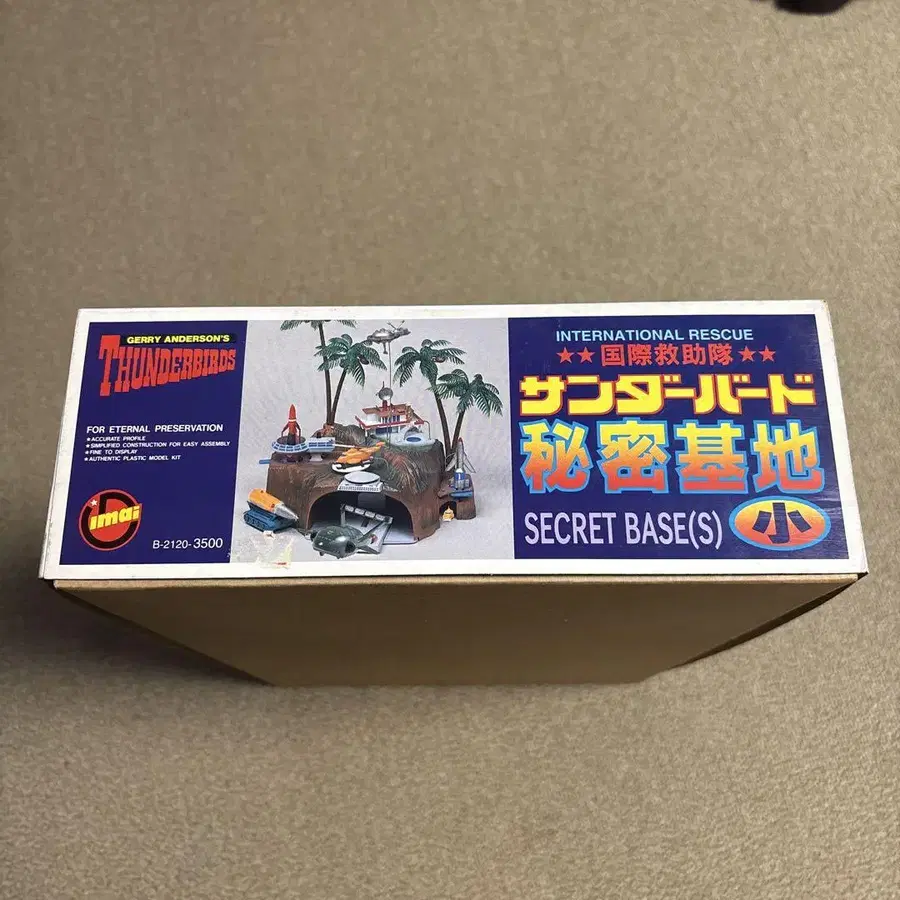 GERRY ANDERSON'S
THUNDERBIRDS
FOR ETERNAL PRESERVATION
★ACCURATE PROFILE
★SIMPLIFIED CONSTRUCTION FOR EASY ASSEMBLY
★FINE TO DISPLAY
★AUTHENTIC PLASTIC MODEL KIT
imai
B-2120-3500
INTERNATIONAL RESCUE
★★国際救助隊★★
サンダーバード
秘密基地
SECRET BASE(S) 小